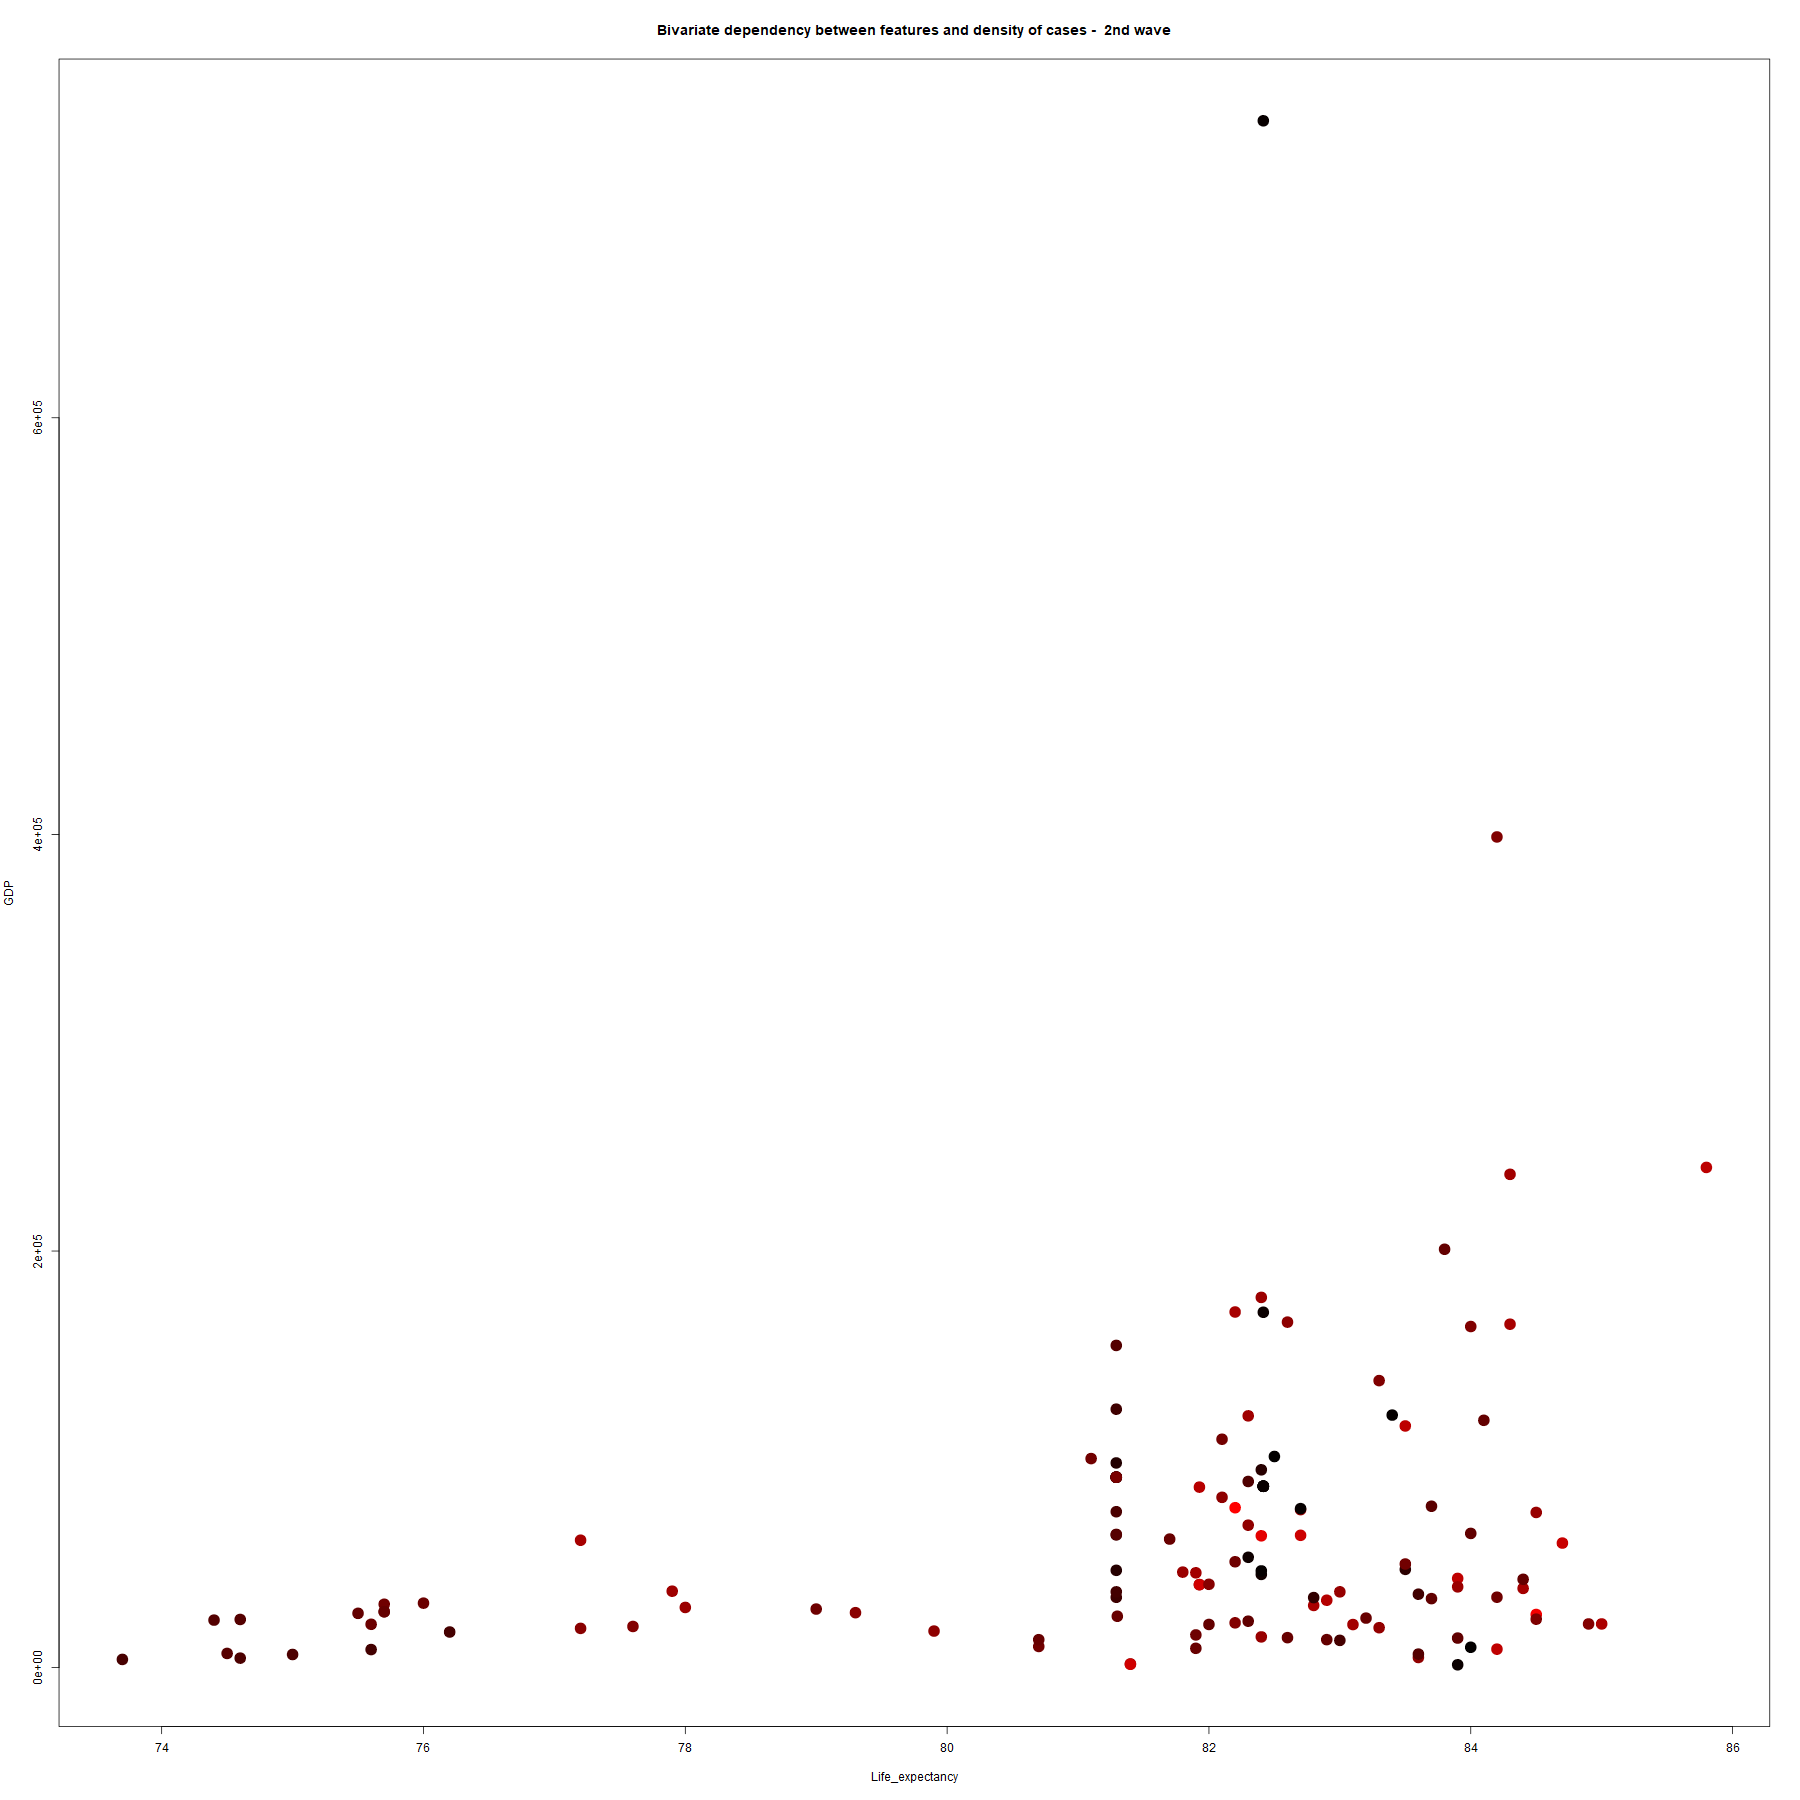 Bivariate dependency between features and density of cases -  2nd wave
6e+05
4e+05
GDP
2e+05
0e+00
74 76 78 80 82 84 86
Life_expectancy